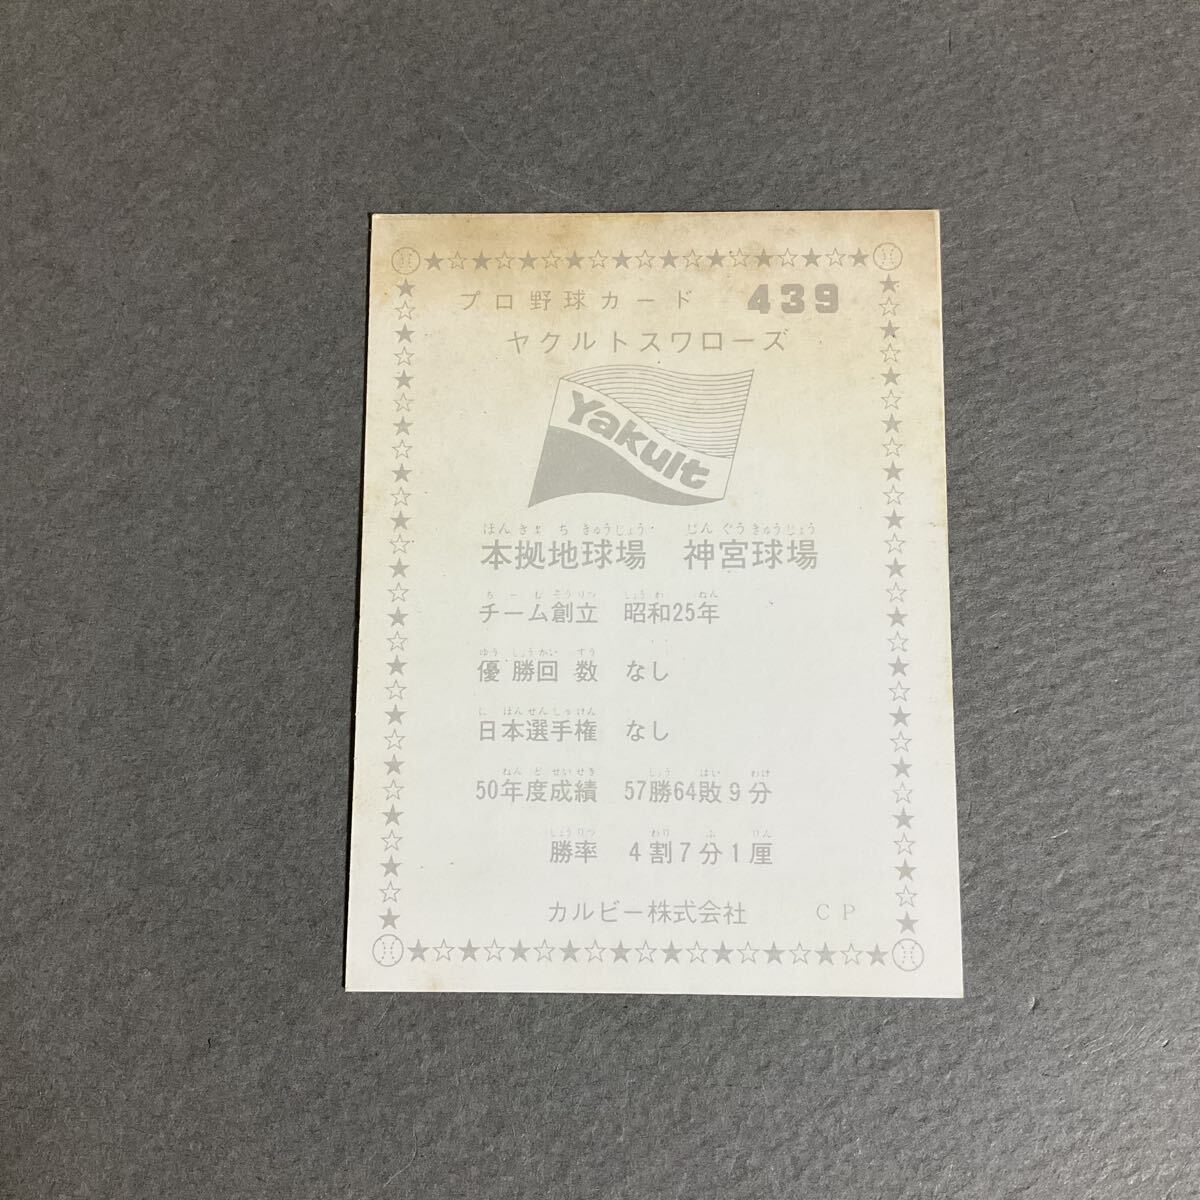 プロ野球カード 439
ヤクルトスワローズ
Yakult
ほんきょちきゅうじょう じんぐうきゅうじょう
本拠地球場 神宮球場
ちーむそうりつ しょうわ ねん
チーム創立 昭和25年
ゆうしょうかいすう
優勝回数 なし
にほんせんしゅけん
日本選手権 なし
ねんどせいせき しょう はい わけ
50年度成績 57勝64敗9分
しょうりつ わり ぶ りん
勝率 4割7分1厘
カルビー株式会社 CP